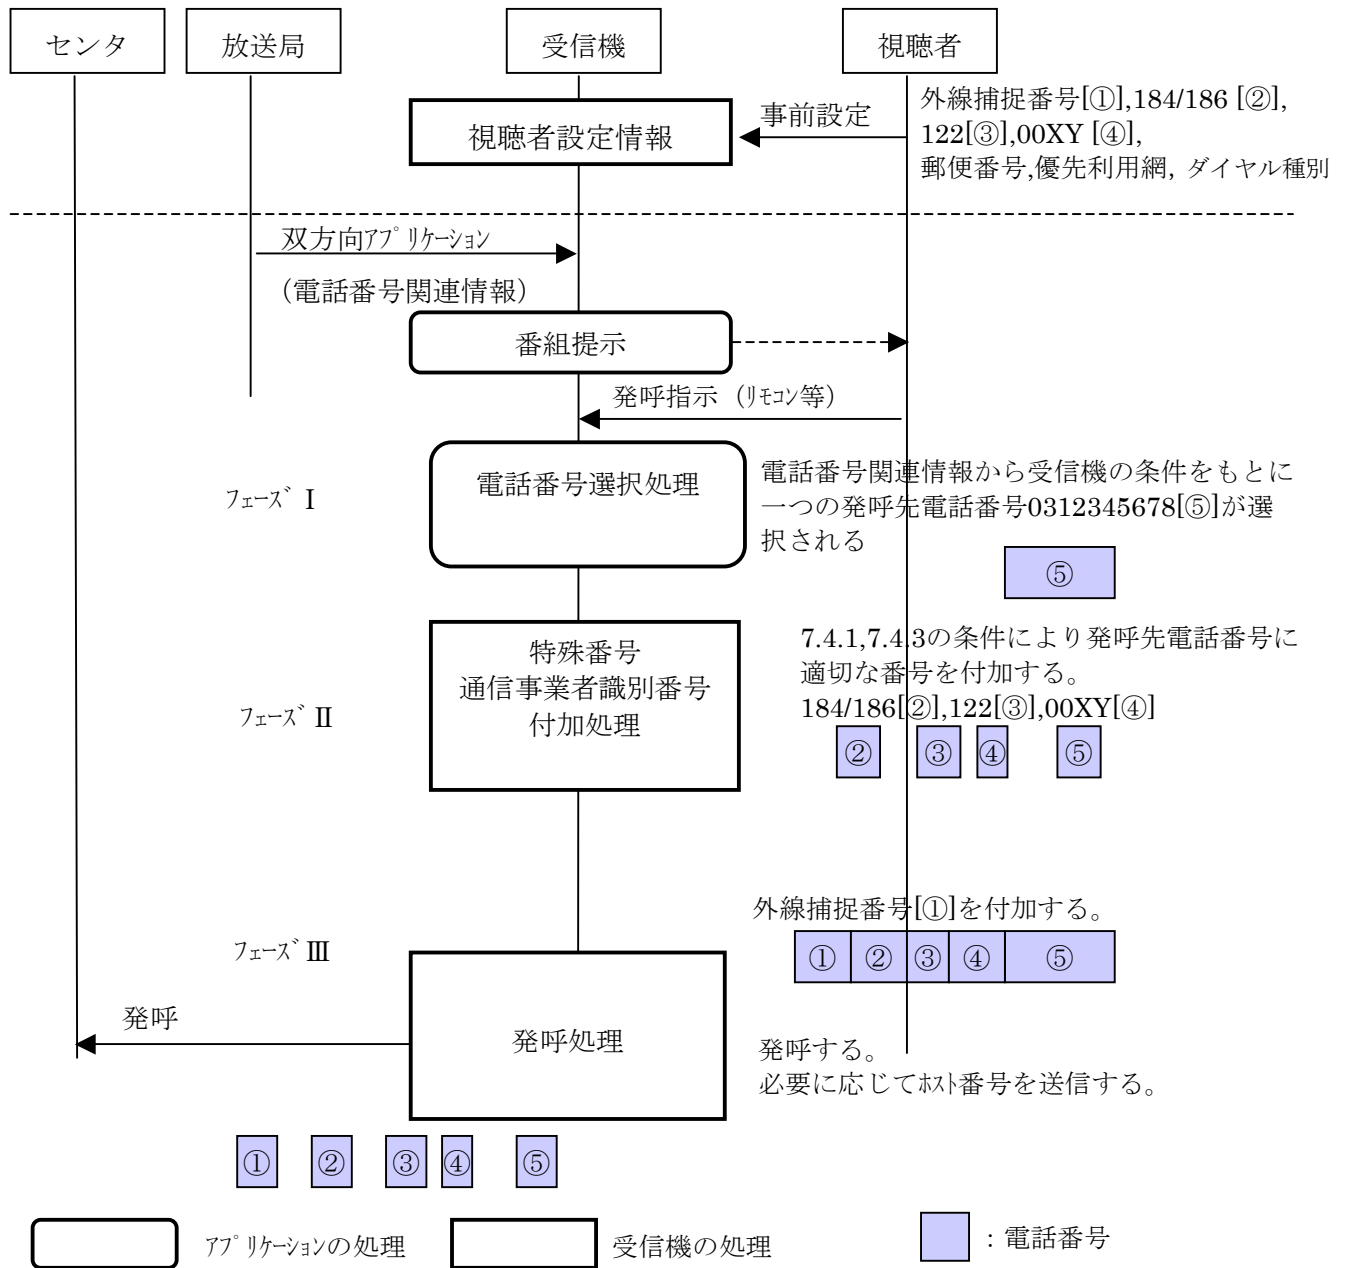 センタ
放送局
受信機
視聴者
外線捕捉番号[①],184/186 [②],
122[③],00XY [④],
郵便番号,優先利用網, ダイヤル種別
事前設定
視聴者設定情報
双方向ｱﾌﾟﾘｹｰｼｮﾝ
（電話番号関連情報）
番組提示
発呼指示（ﾘﾓｺﾝ等）
フェーズⅠ
電話番号選択処理
電話番号関連情報から受信機の条件をもとに
一つの発呼先電話番号0312345678[⑤]が選
択される
⑤
フェーズⅡ
特殊番号
通信事業者識別番号
付加処理
7.4.1,7.4.3の条件により発呼先電話番号に
適切な番号を付加する。
184/186[②],122[③],00XY[④]
② ③ ④ ⑤
フェーズⅢ
外線捕捉番号[①]を付加する。
① ② ③ ④ ⑤
発呼
発呼処理
発呼する。
必要に応じてﾎｽﾄ番号を送信する。
① ② ③ ④ ⑤
ｱﾌﾟﾘｹｰｼｮﾝの処理
受信機の処理
：電話番号